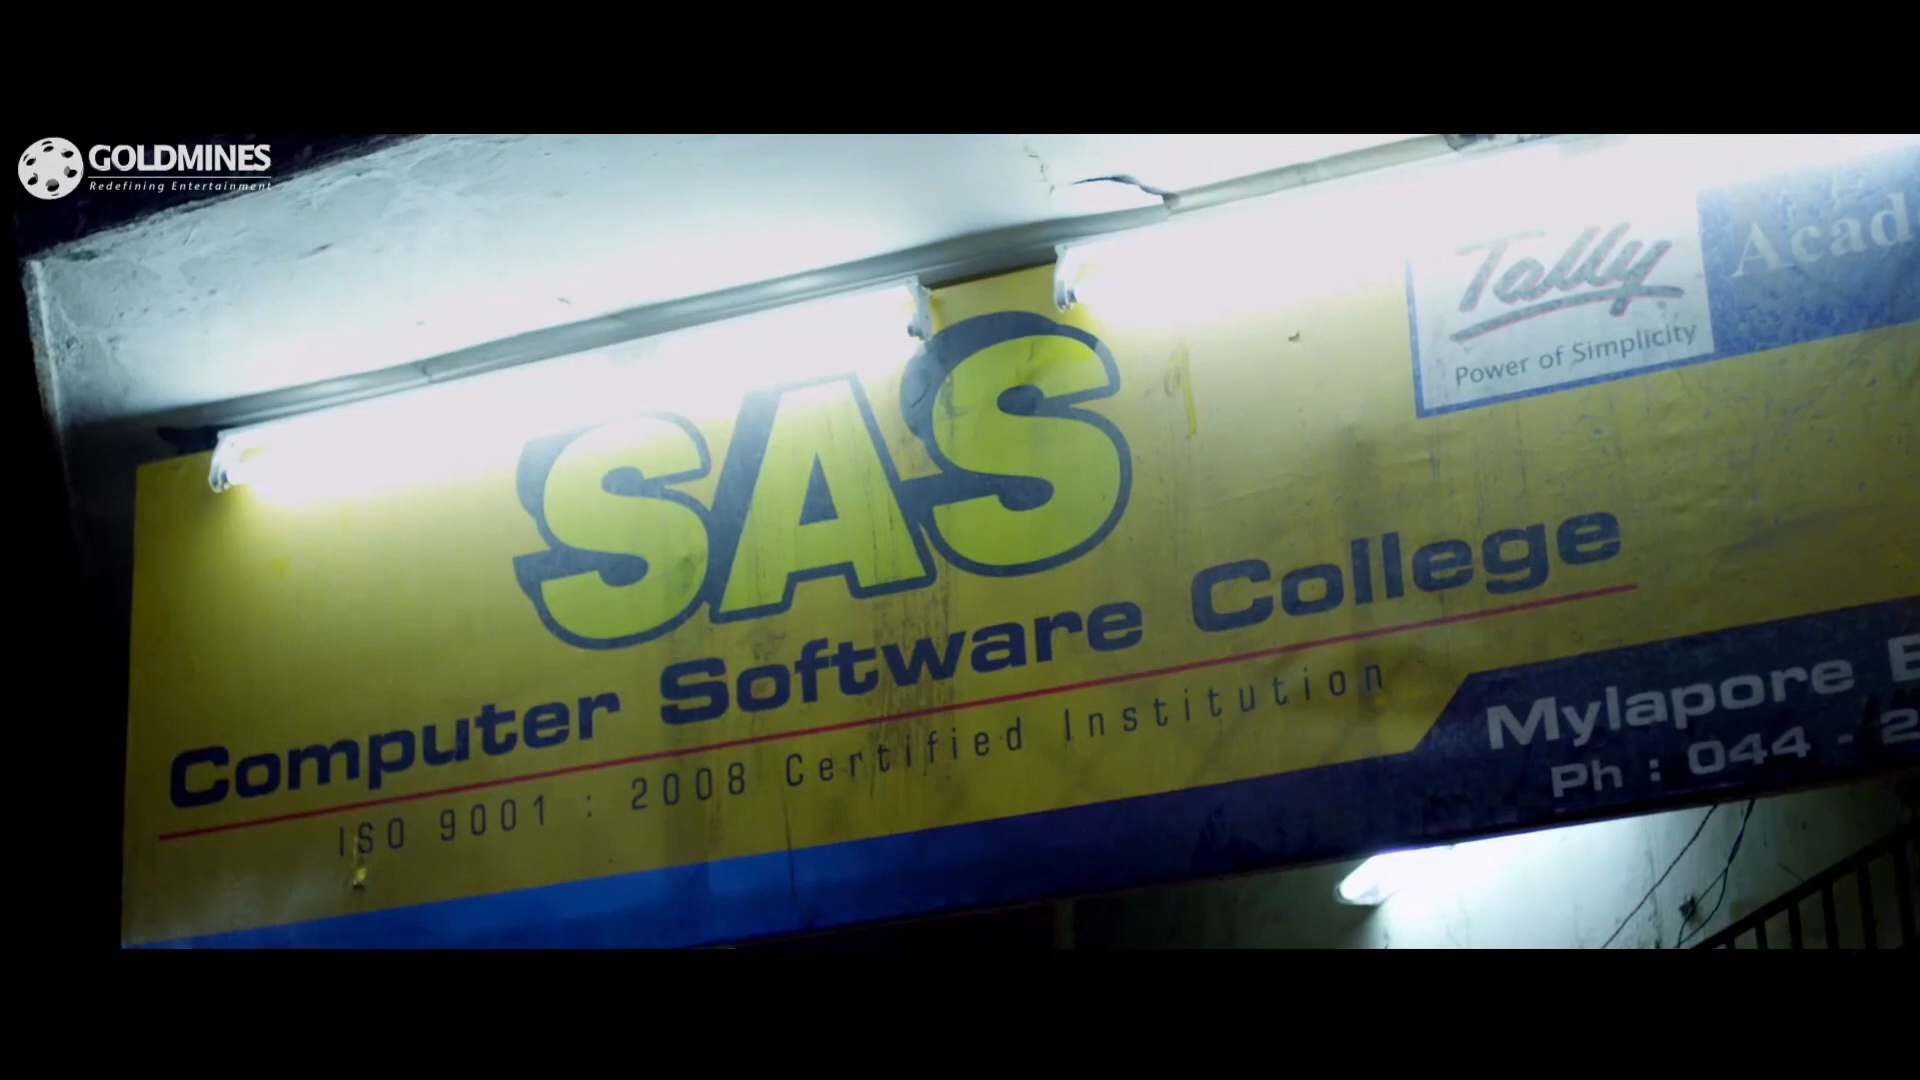 GOLDMINES
Redefining Entertainment
Tally
Power of Simplicity
SAS
Computer Software College
ISO 9001 : 2008 Certified Institution
Mylapore
Ph : 044 - 2